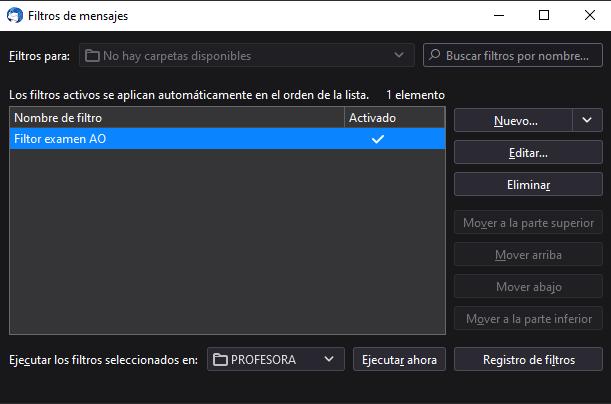 Filtros de mensajes
Filtros para: No hay carpetas disponibles
Buscar filtros por nombre...
Los filtros activos se aplican automáticamente en el orden de la lista. 1 elemento
Nombre de filtro Activado
Filtor examen AO
Nuevo...
Editar...
Eliminar
Mover a la parte superior
Mover arriba
Mover abajo
Mover a la parte inferior
Ejecutar los filtros seleccionados en: PROFESORA Ejecutar ahora Registro de filtros